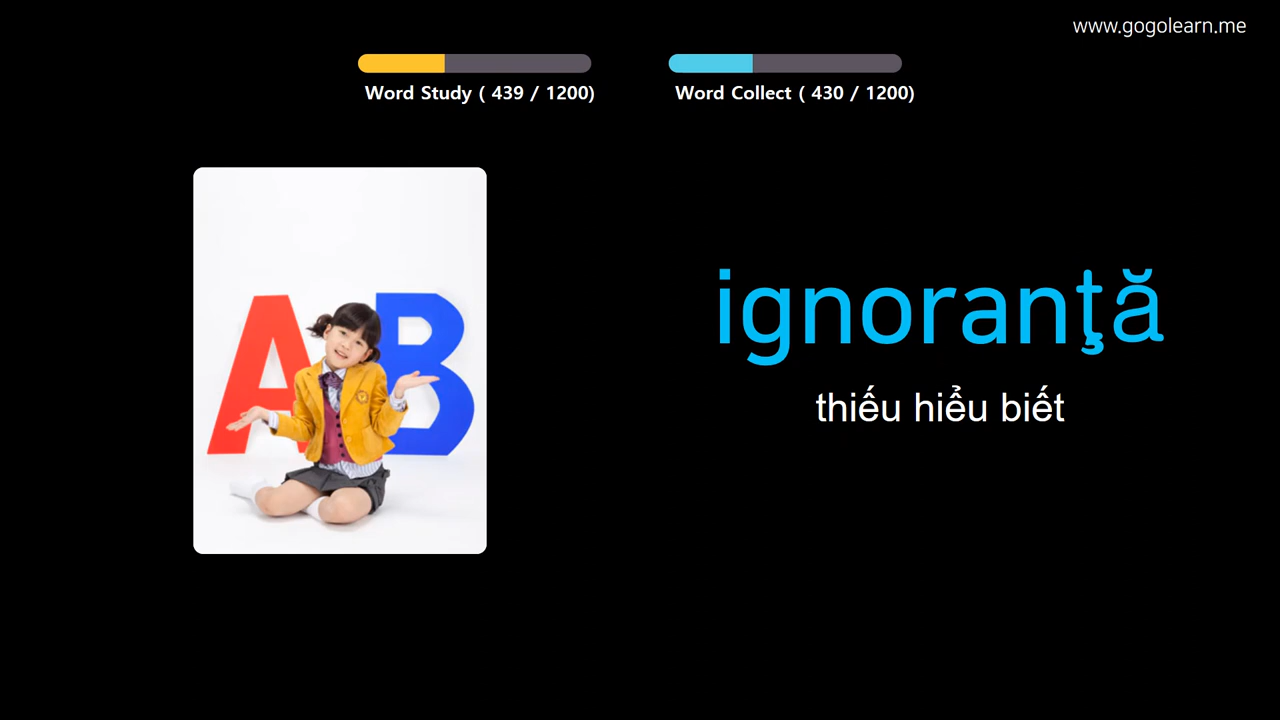 www.gogolearn.me
Word Study ( 439 / 1200)
Word Collect ( 430 / 1200)
A B
ignoranţă
thiếu hiểu biết